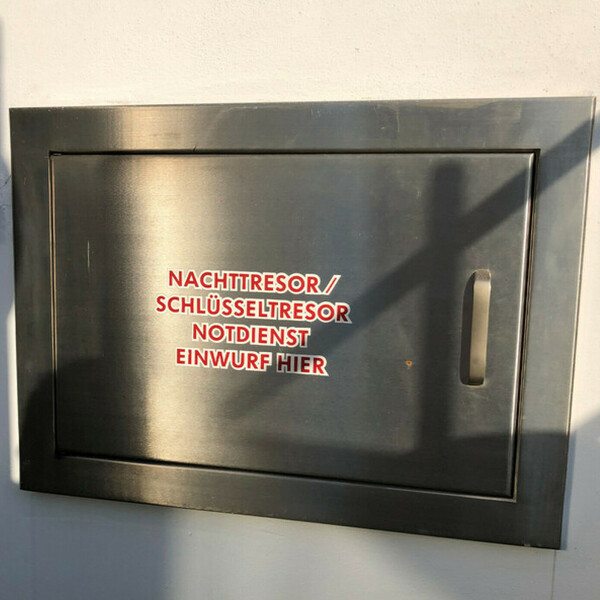 NACHTTRESOR /
SCHLÜSSELTRESOR
NOTDIENST
EINWURF HIER